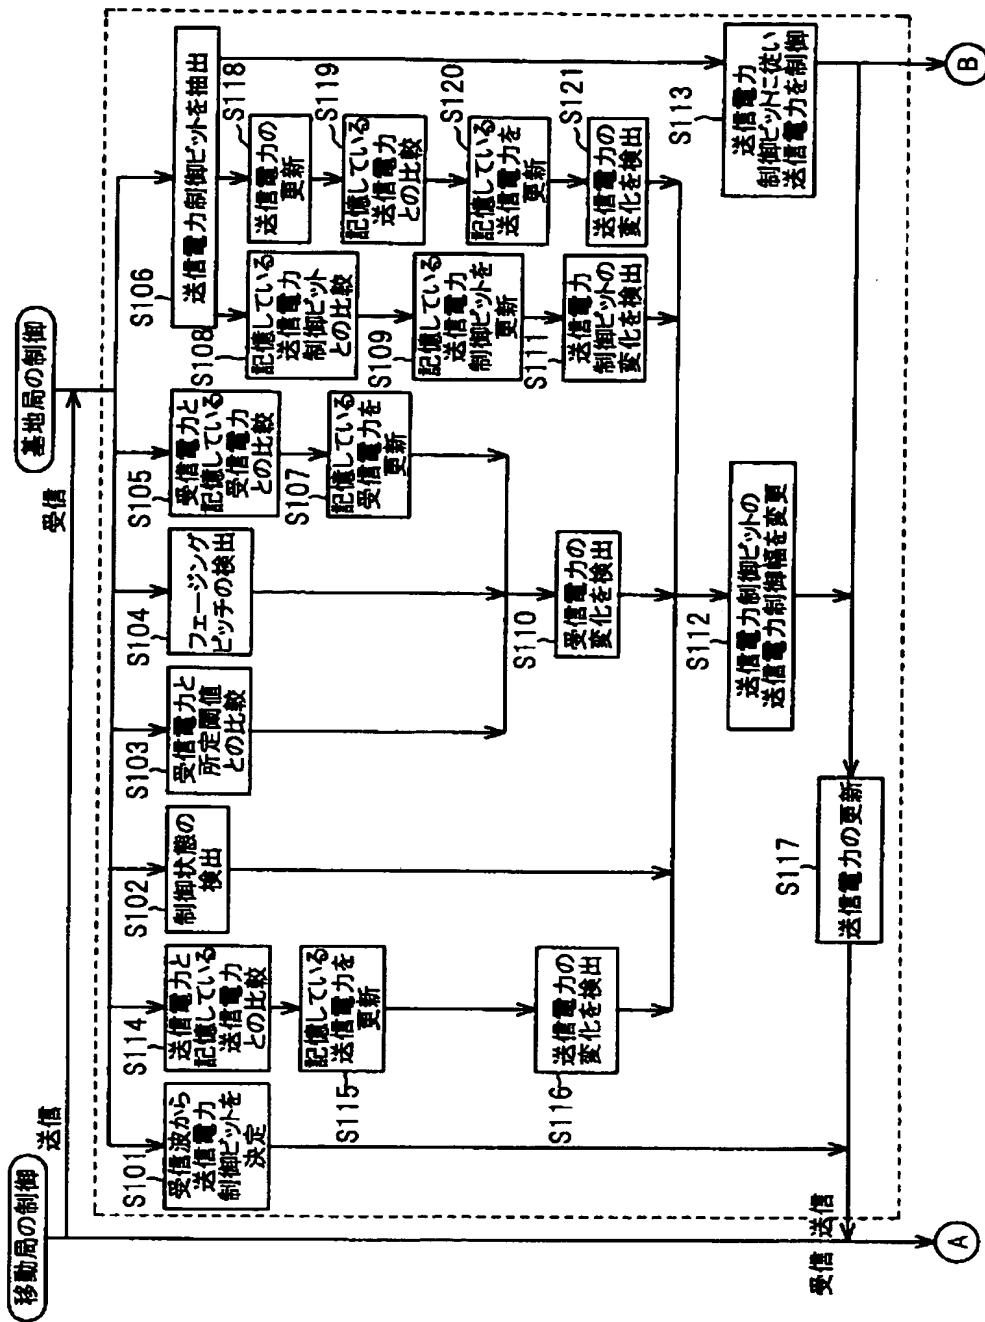 移動局の制御
基地局の制御
送信
受信
S101
受信波から
送信電力
制御ビットを
決定
S114
送信電力と
記憶している
送信電力
との比較
S115
記憶している
送信電力を
更新
S116
送信電力の
変化を検出
S102
制御状態の
検出
S103
受信電力と
所定閾値
との比較
S104
フェージング
ピッチの検出
S105
受信電力と
記憶している
受信電力
との比較
S107
記憶している
受信電力を
更新
S110
受信電力の
変化を検出
S106
送信電力制御ビットを抽出
S108
記憶している
送信電力
制御ビット
との比較
S109
記憶している
送信電力
制御ビットを
更新
S111
送信電力
制御ビットの
変化を検出
S118
送信電力の
更新
S119
記憶している
送信電力
との比較
S120
記憶している
送信電力を
更新
S121
送信電力の
変化を検出
S112
送信電力制御ビットの
送信電力制御幅を変更
S113
送信電力
制御ビットに従い
送信電力を制御
S117
送信電力の更新
受信
送信
A
B